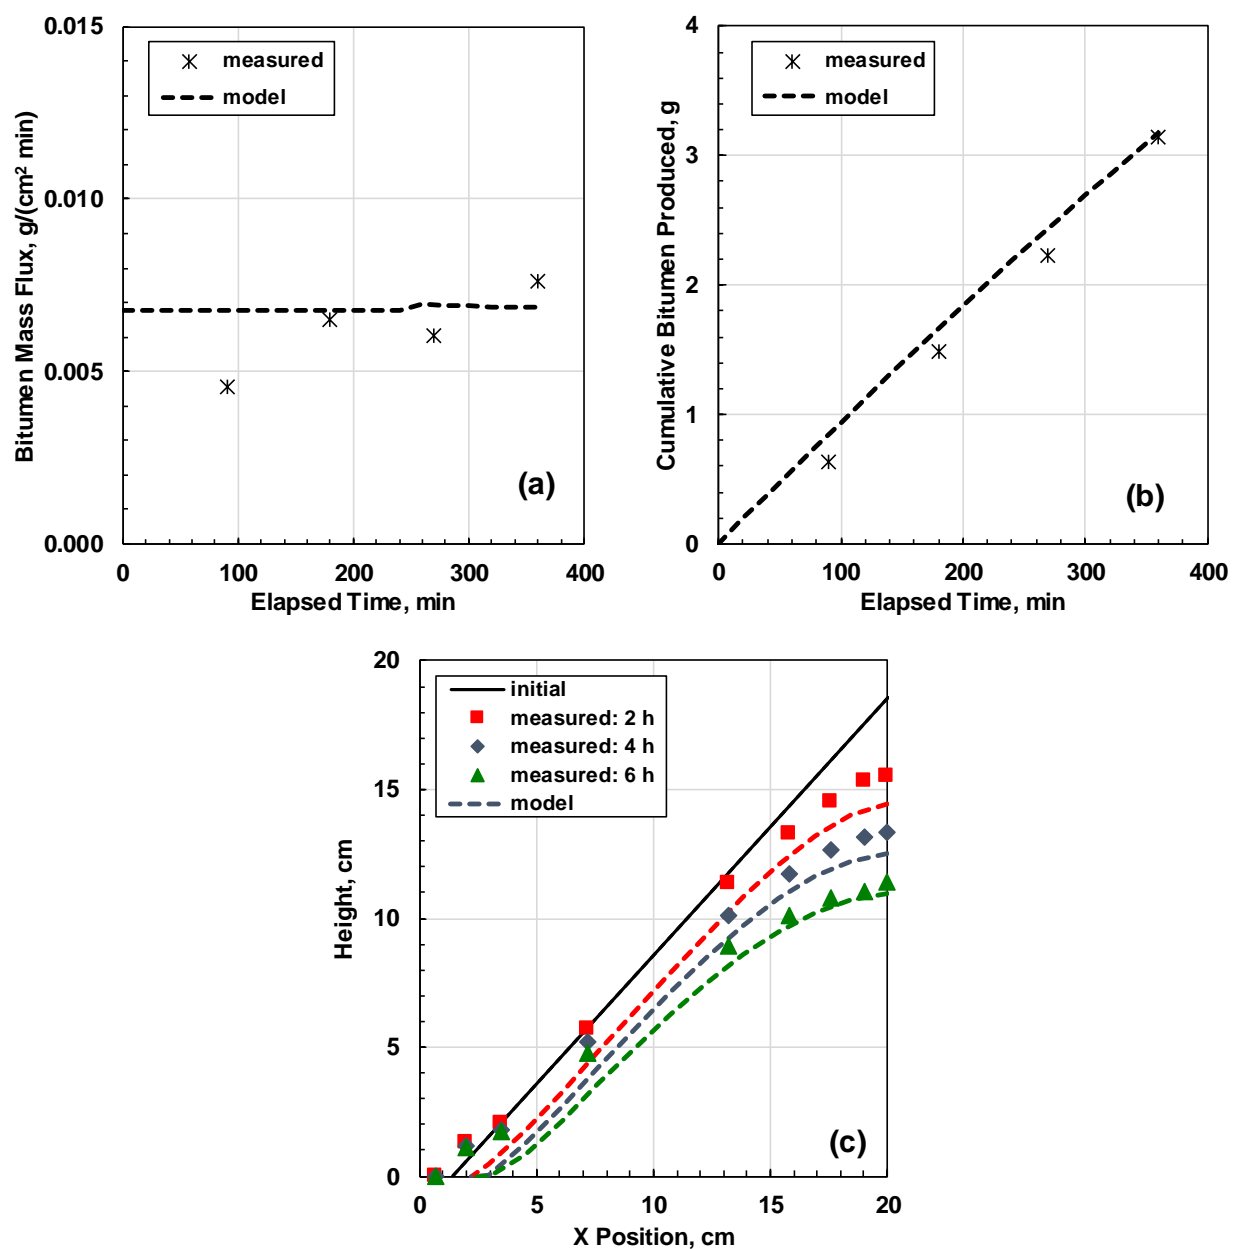 0.015
0.010
0.005
0.000
Bitumen Mass Flux, g/(cm² min)
measured
model
(a)
0 100 200 300 400
Elapsed Time, min
4
3
2
1
0
Cumulative Bitumen Produced, g
measured
model
(b)
0 100 200 300 400
Elapsed Time, min
20
15
10
5
0
Height, cm
initial
measured: 2 h
measured: 4 h
measured: 6 h
model
(c)
0 5 10 15 20
X Position, cm